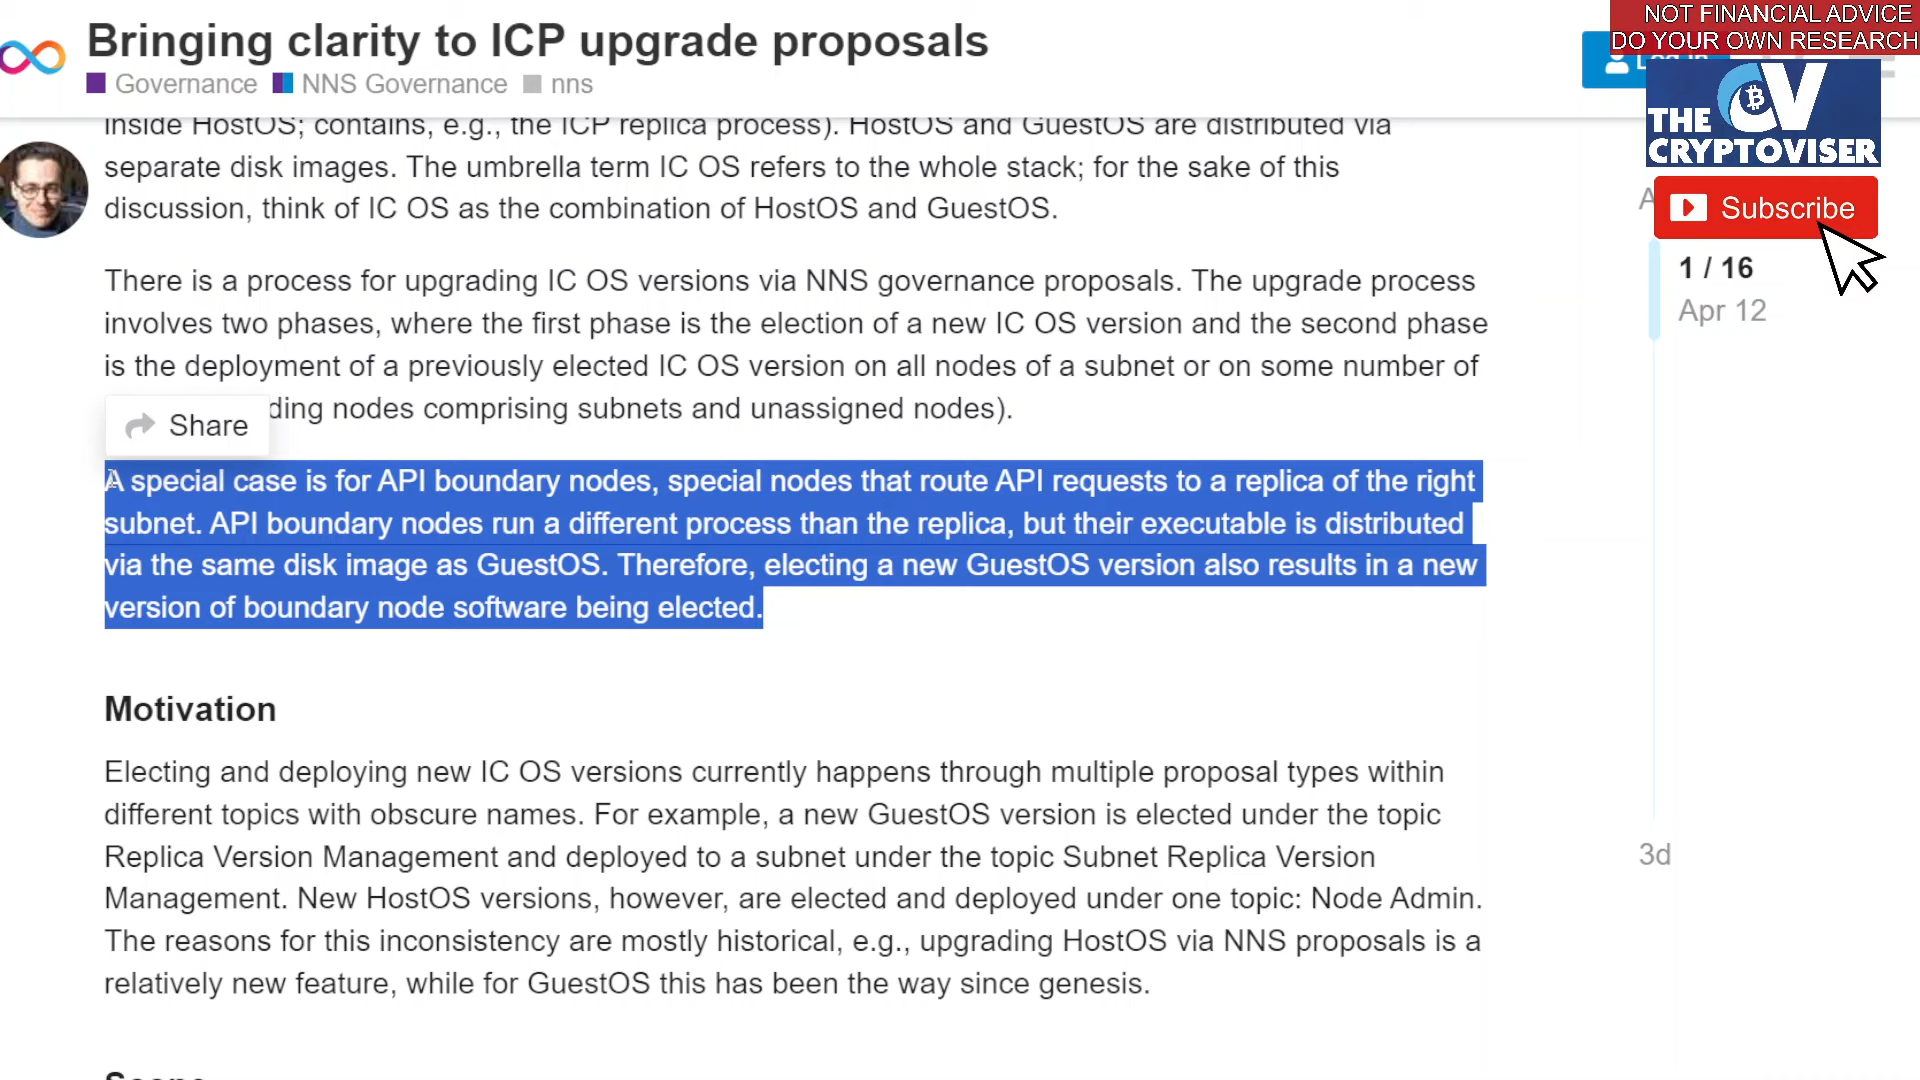 NOT FINANCIAL ADVICE
DO YOUR OWN RESEARCH
Bringing clarity to ICP upgrade proposals
Governance NNS Governance nns
Log In
THE CV
CRYPTOVISER
Subscribe
inside HostOS; contains, e.g., the ICP replica process). HostOS and GuestOS are distributed via
separate disk images. The umbrella term IC OS refers to the whole stack; for the sake of this
discussion, think of IC OS as the combination of HostOS and GuestOS.
1 / 16
Apr 12
There is a process for upgrading IC OS versions via NNS governance proposals. The upgrade process
involves two phases, where the first phase is the election of a new IC OS version and the second phase
is the deployment of a previously elected IC OS version on all nodes of a subnet or on some number of
ding nodes comprising subnets and unassigned nodes).
Share
A special case is for API boundary nodes, special nodes that route API requests to a replica of the right
subnet. API boundary nodes run a different process than the replica, but their executable is distributed
via the same disk image as GuestOS. Therefore, electing a new GuestOS version also results in a new
version of boundary node software being elected.
Motivation
Electing and deploying new IC OS versions currently happens through multiple proposal types within
different topics with obscure names. For example, a new GuestOS version is elected under the topic
Replica Version Management and deployed to a subnet under the topic Subnet Replica Version
Management. New HostOS versions, however, are elected and deployed under one topic: Node Admin.
The reasons for this inconsistency are mostly historical, e.g., upgrading HostOS via NNS proposals is a
relatively new feature, while for GuestOS this has been the way since genesis.
3d